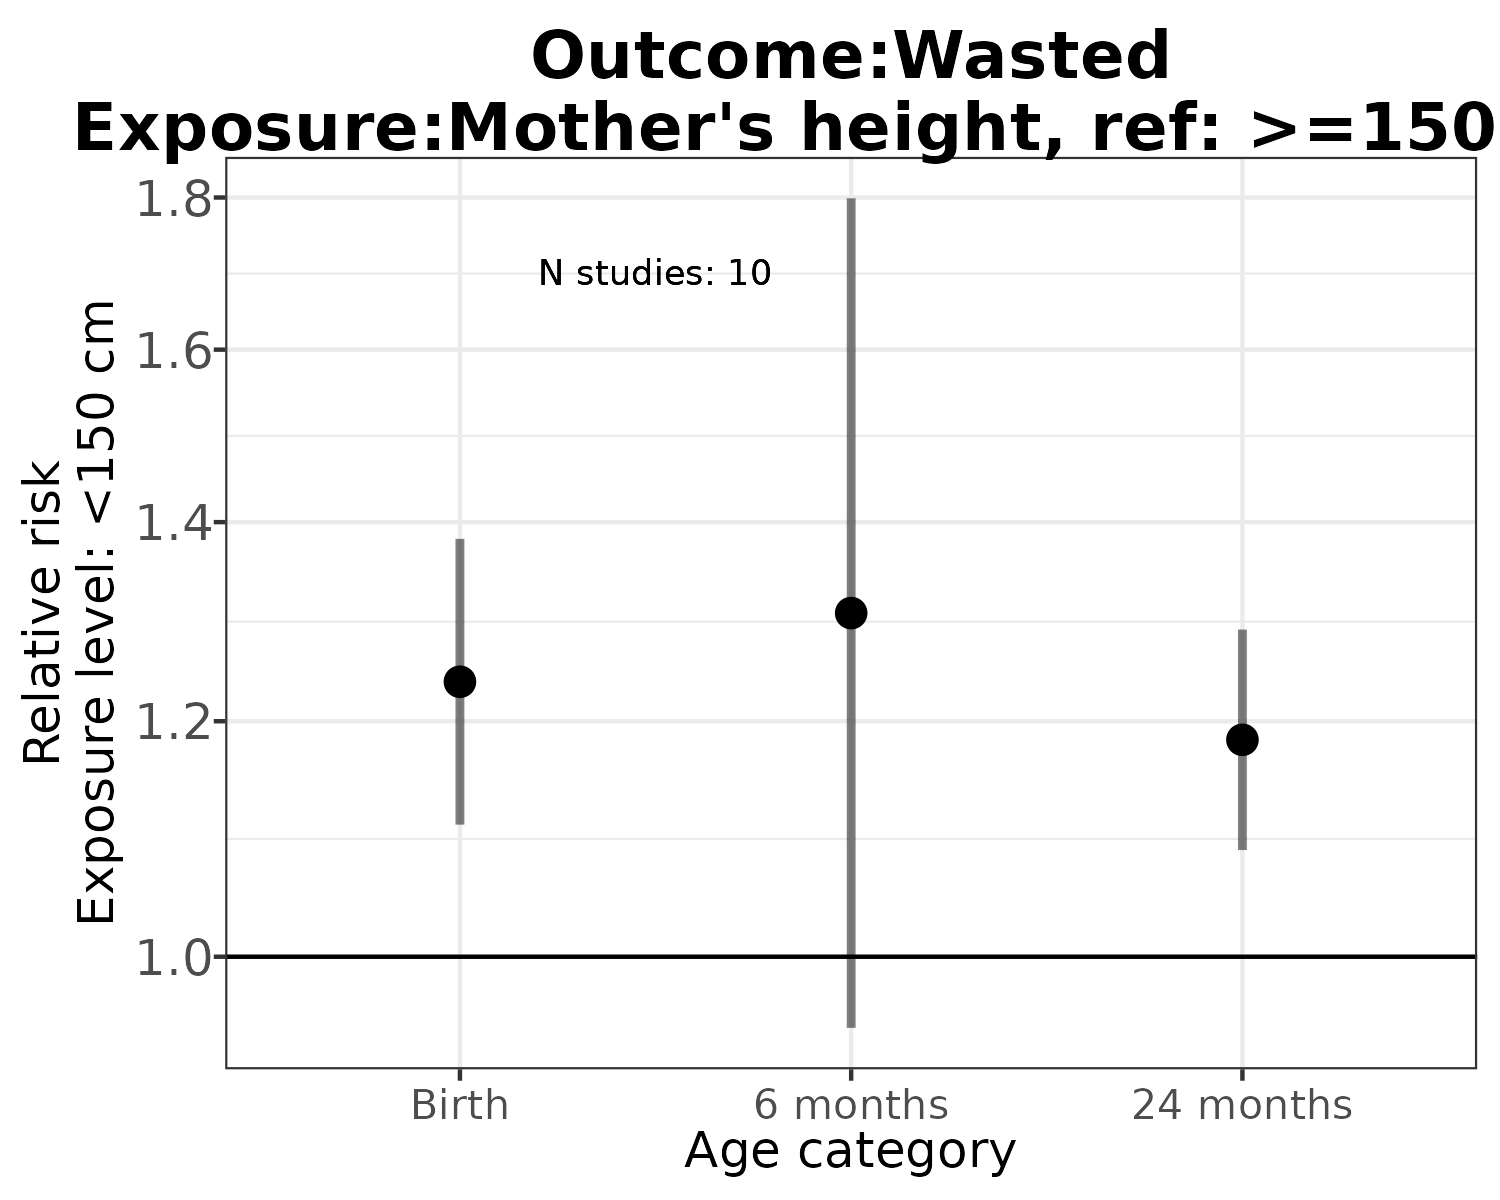 Outcome:Wasted
Exposure:Mother's height, ref: >=150
1.8
1.6
1.4
1.2
1.0
Relative risk
Exposure level: <150 cm
N studies: 10
Birth
6 months
24 months
Age category